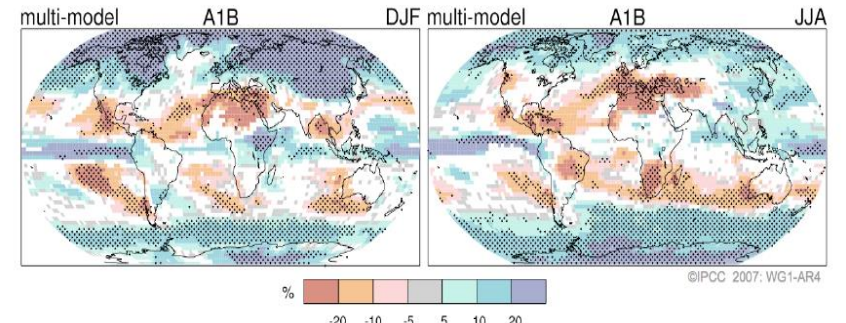 multi-model A1B DJF multi-model A1B JJA
©IPCC 2007: WG1-AR4
%
-20 -10 -5 5 10 20